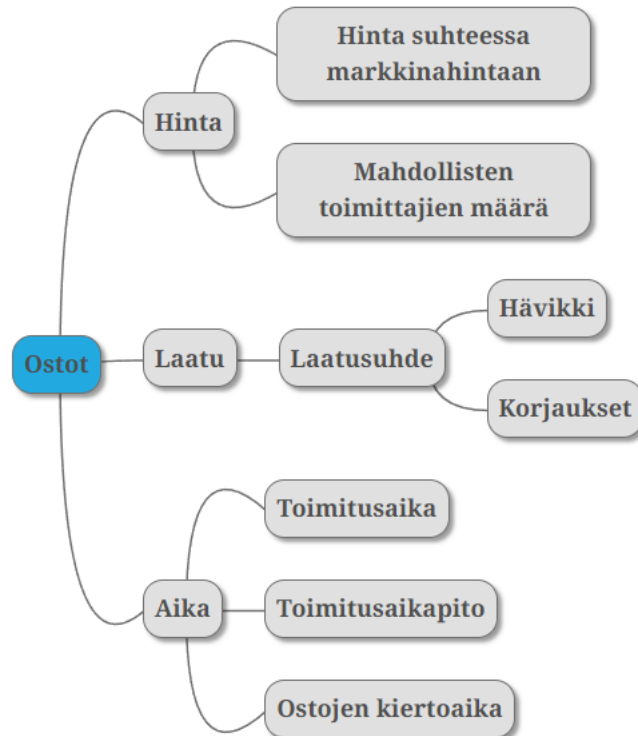 Hinta suhteessa
markkinahintaan
Hinta
Mahdollisten
toimittajien määrä
Hävikki
Ostot
Laatu
Laatusuhde
Korjaukset
Toimitusaika
Aika
Toimitusaikapito
Ostojen kiertoaika